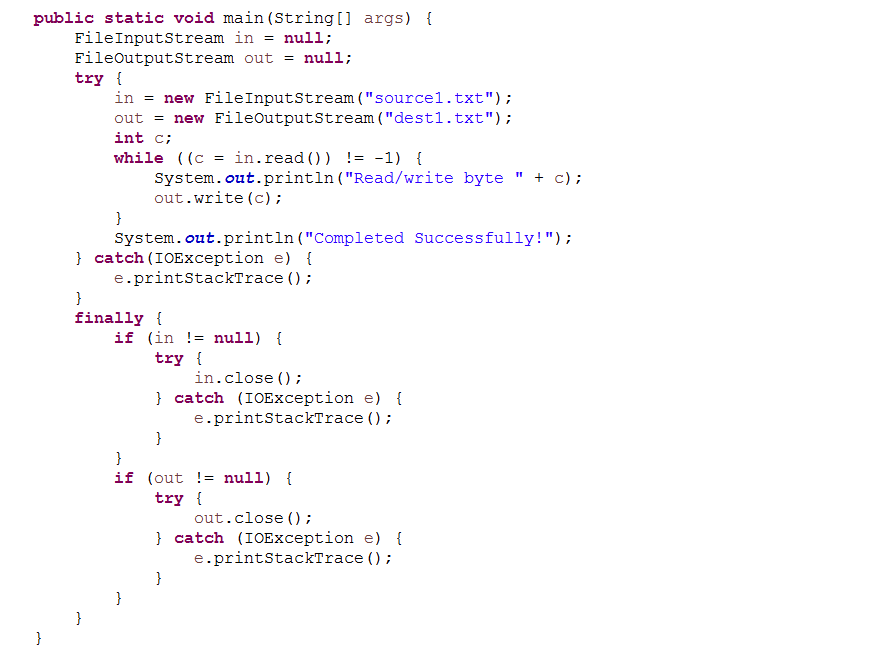 public static void main(String[] args) {
    FileInputStream in = null;
    FileOutputStream out = null;
    try {
        in = new FileInputStream("source1.txt");
        out = new FileOutputStream("dest1.txt");
        int c;
        while ((c = in.read()) != -1) {
            System.out.println("Read/write byte " + c);
            out.write(c);
        }
        System.out.println("Completed Successfully!");
    } catch(IOException e) {
        e.printStackTrace();
    }
    finally {
        if (in != null) {
            try {
                in.close();
            } catch (IOException e) {
                e.printStackTrace();
            }
        }
        if (out != null) {
            try {
                out.close();
            } catch (IOException e) {
                e.printStackTrace();
            }
        }
    }
}